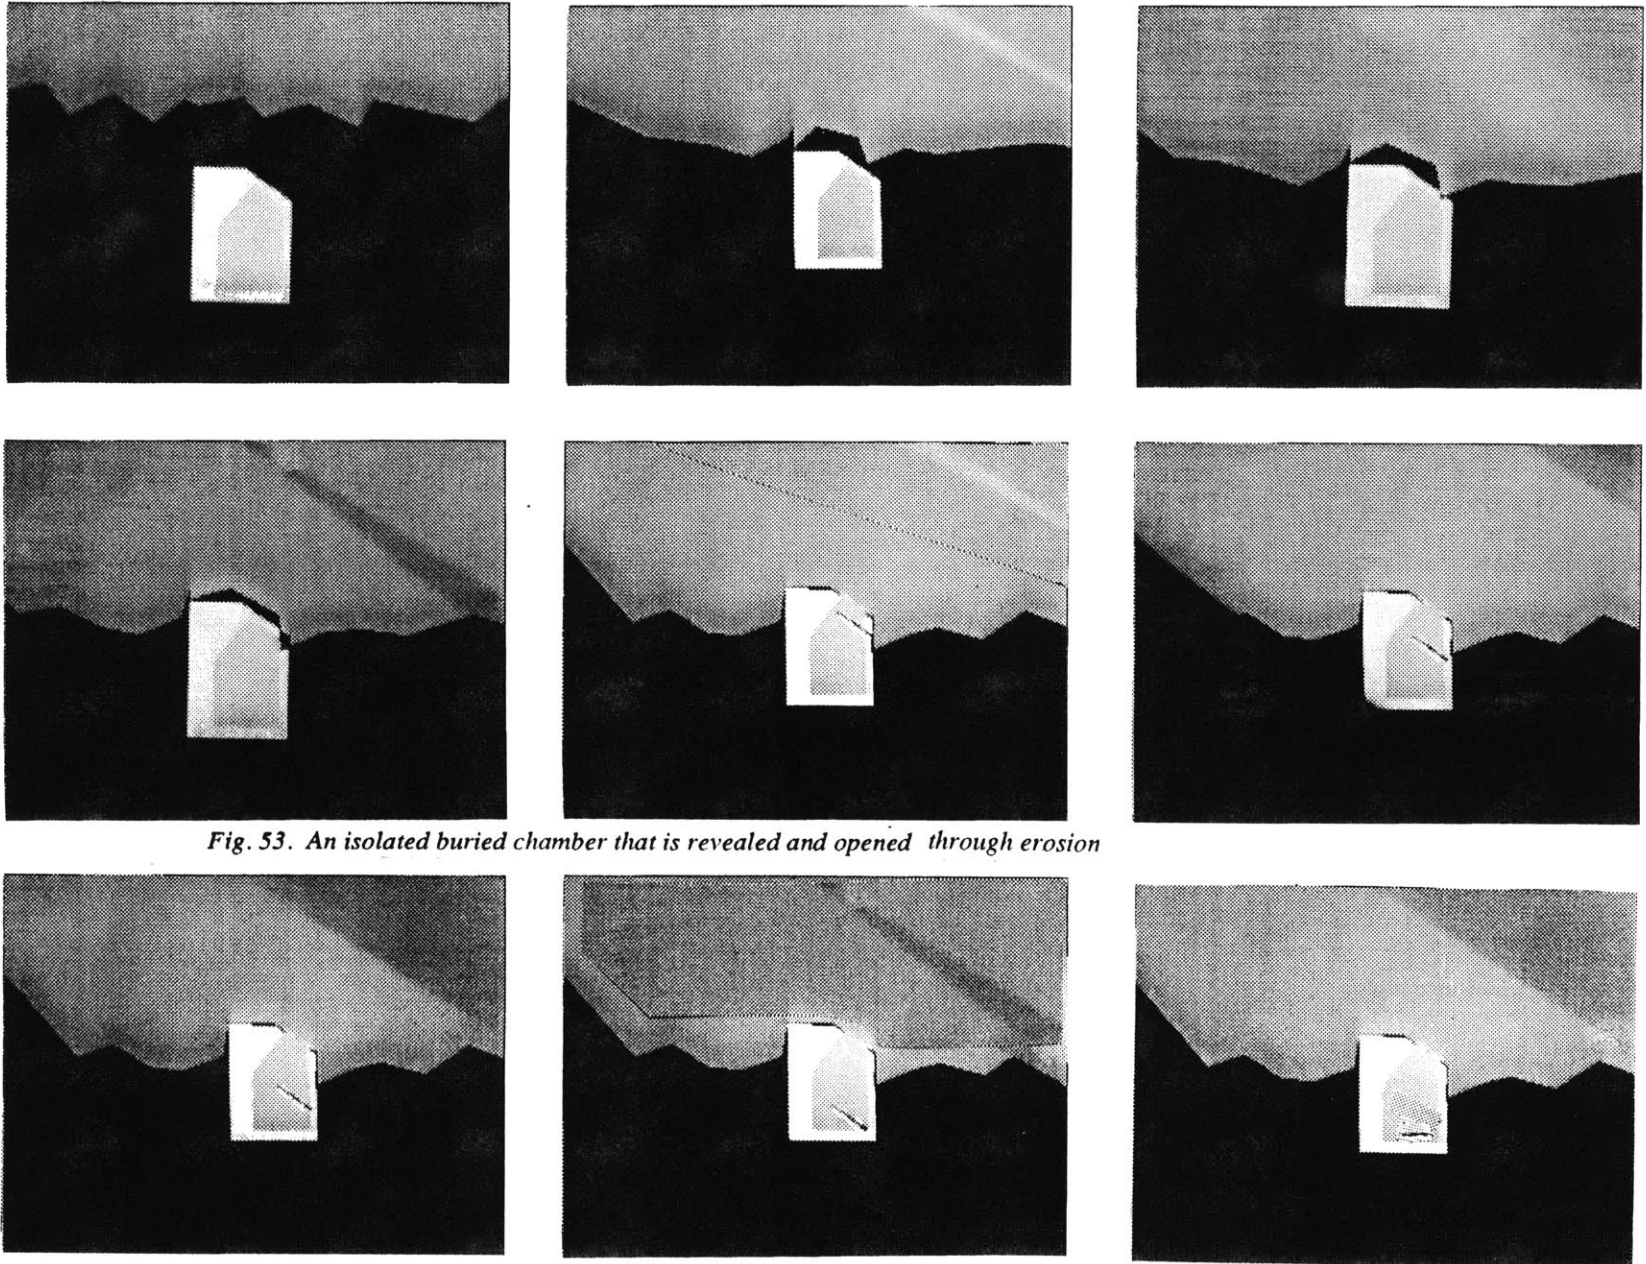 Fig. 53. An isolated buried chamber that is revealed and opened through erosion